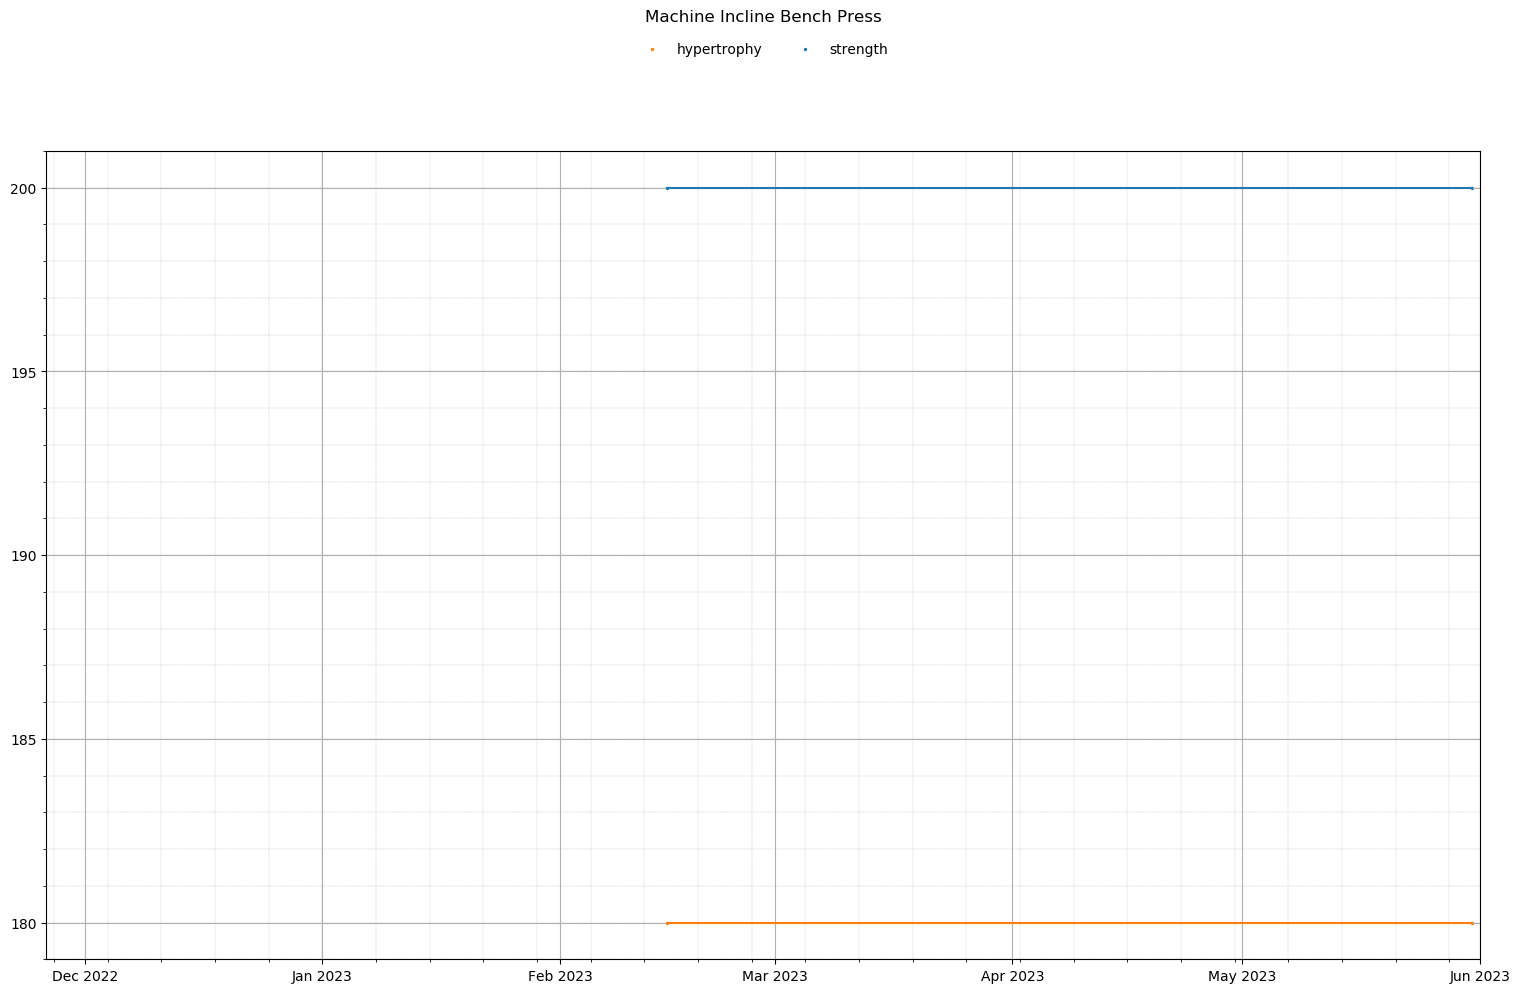 Machine Incline Bench Press
hypertrophy strength
200
195
190
185
180
Dec 2022 Jan 2023 Feb 2023 Mar 2023 Apr 2023 May 2023 Jun 2023